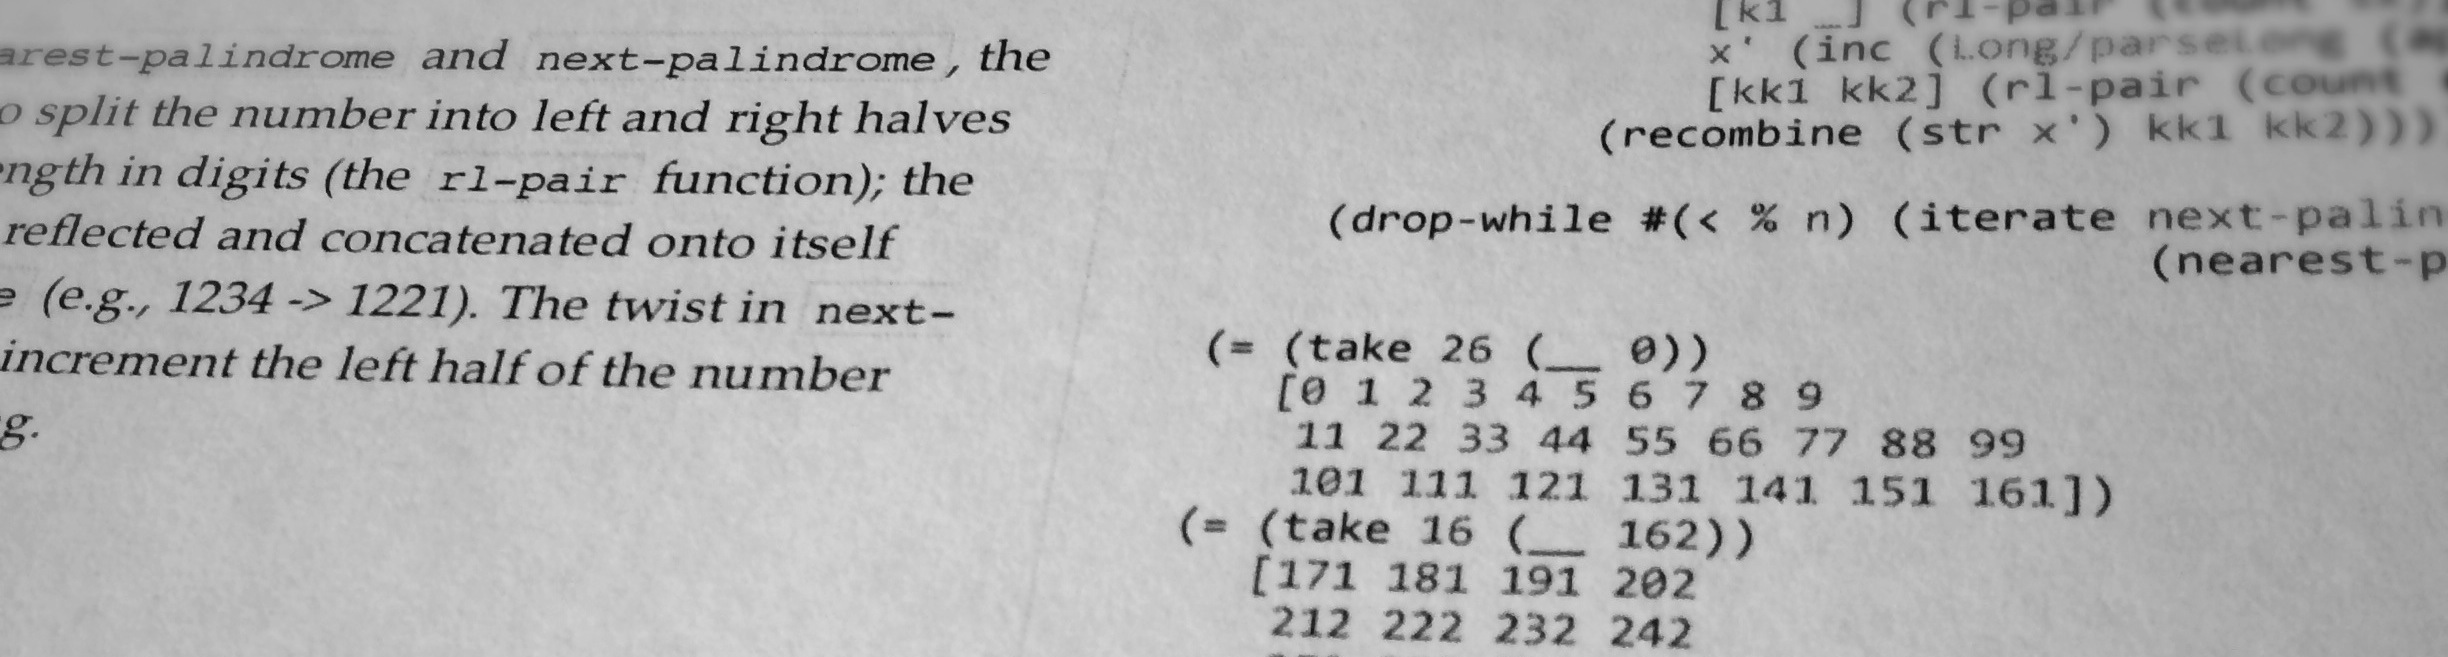 arest-palindrome and next-palindrome, the
o split the number into left and right halves
ngth in digits (the rl-pair function); the
reflected and concatenated onto itself
e (e.g., 1234 -> 1221). The twist in next-
increment the left half of the number
g.
[k1 _] (rl-pair (count
x' (inc (Long/parseLong (
[kk1 kk2] (rl-pair (count
(recombine (str x') kk1 kk2)))
(drop-while #(< % n) (iterate next-palin
(nearest-p
(= (take 26 (__ 0))
[0 1 2 3 4 5 6 7 8 9
11 22 33 44 55 66 77 88 99
101 111 121 131 141 151 161])
(= (take 16 (__ 162))
[171 181 191 202
212 222 232 242